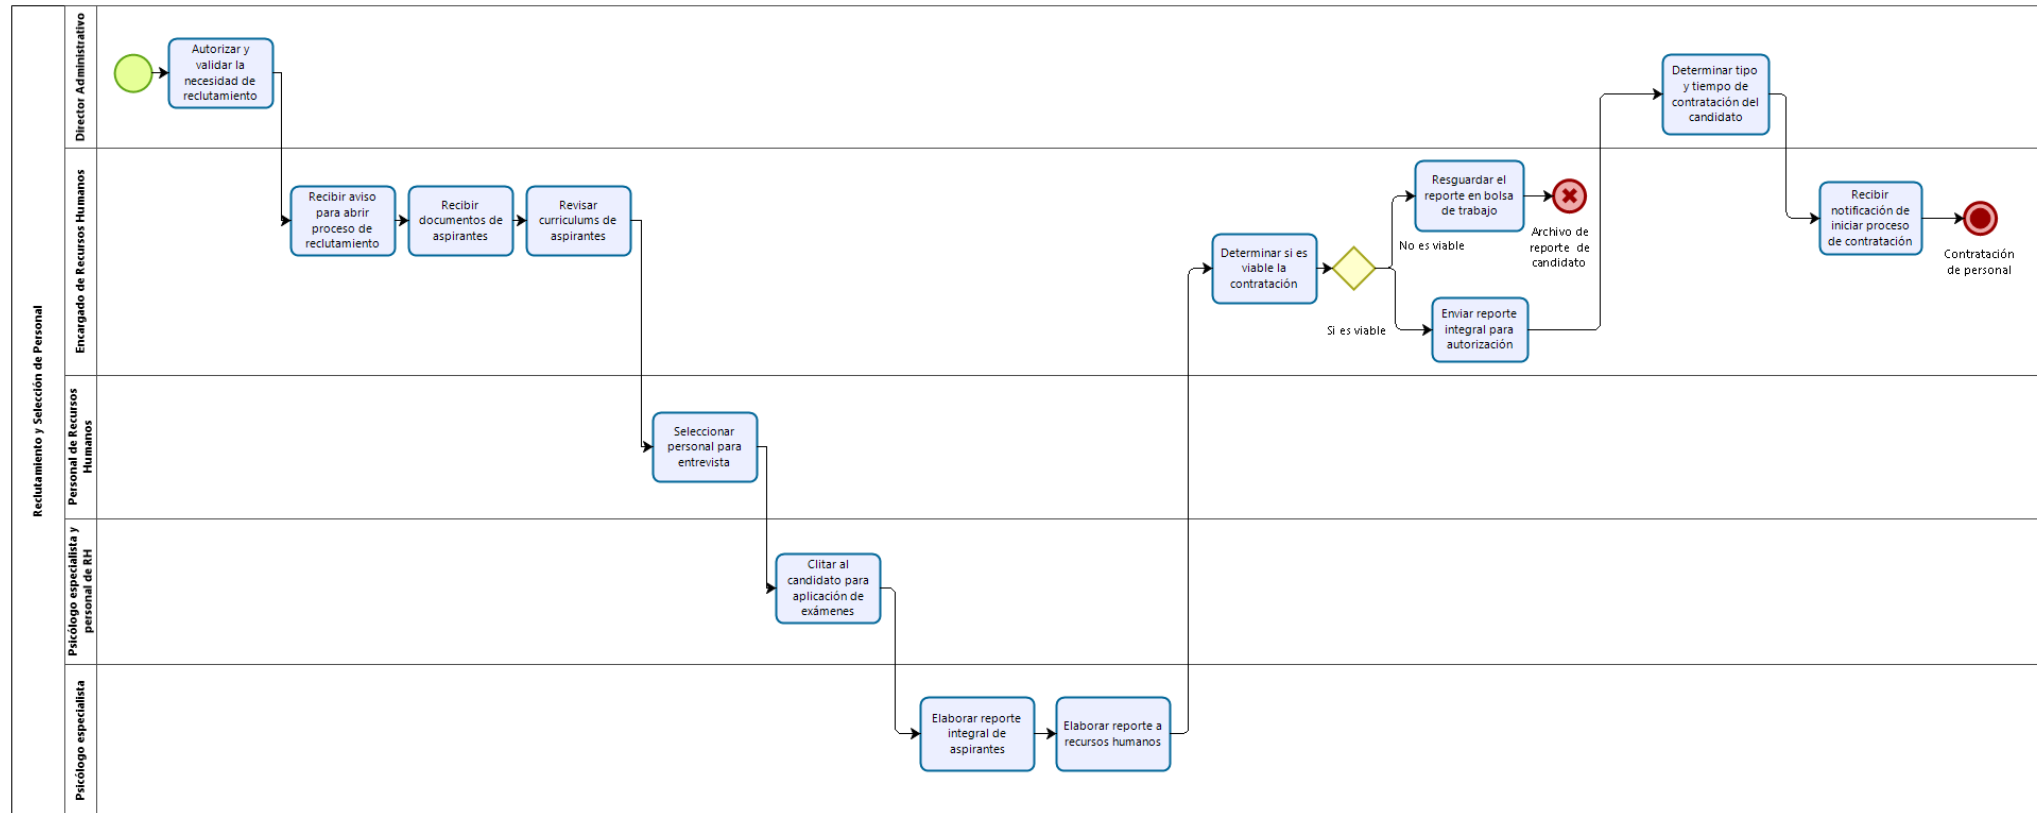 Reclutamiento y Selección de Personal
Director Administrativo
Autorizar y
validar la
necesidad de
reclutamiento
Determinar tipo
y tiempo de
contratación del
candidato
Encargado de Recursos Humanos
Recibir aviso
para abrir
proceso de
reclutamiento
Recibir
documentos de
aspirantes
Revisar
curriculums de
aspirantes
Determinar si es
viable la
contratación
No es viable
Resguardar el
reporte en bolsa
de trabajo
Archivo de
reporte de
candidato
Si es viable
Enviar reporte
integral para
autorización
Recibir
notificación de
iniciar proceso
de contratación
Contratación
de personal
Personal de Recursos
Humanos
Seleccionar
personal para
entrevista
Psicólogo especialista y
personal de RH
Clitar al
candidato para
aplicación de
exámenes
Psicólogo especialista
Elaborar reporte
integral de
aspirantes
Elaborar reporte a
recursos humanos